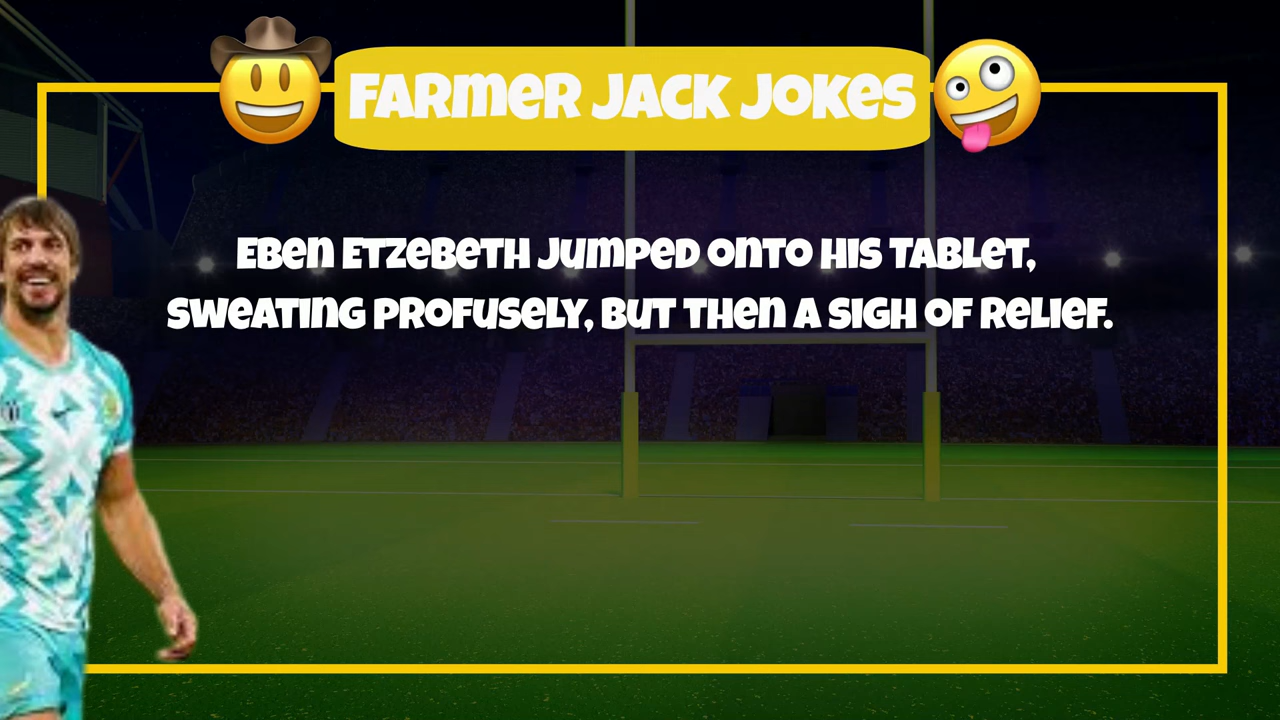 Farmer Jack Jokes
Eben Etzebeth jumped onto his tablet,
sweating profusely, but then a sigh of relief.